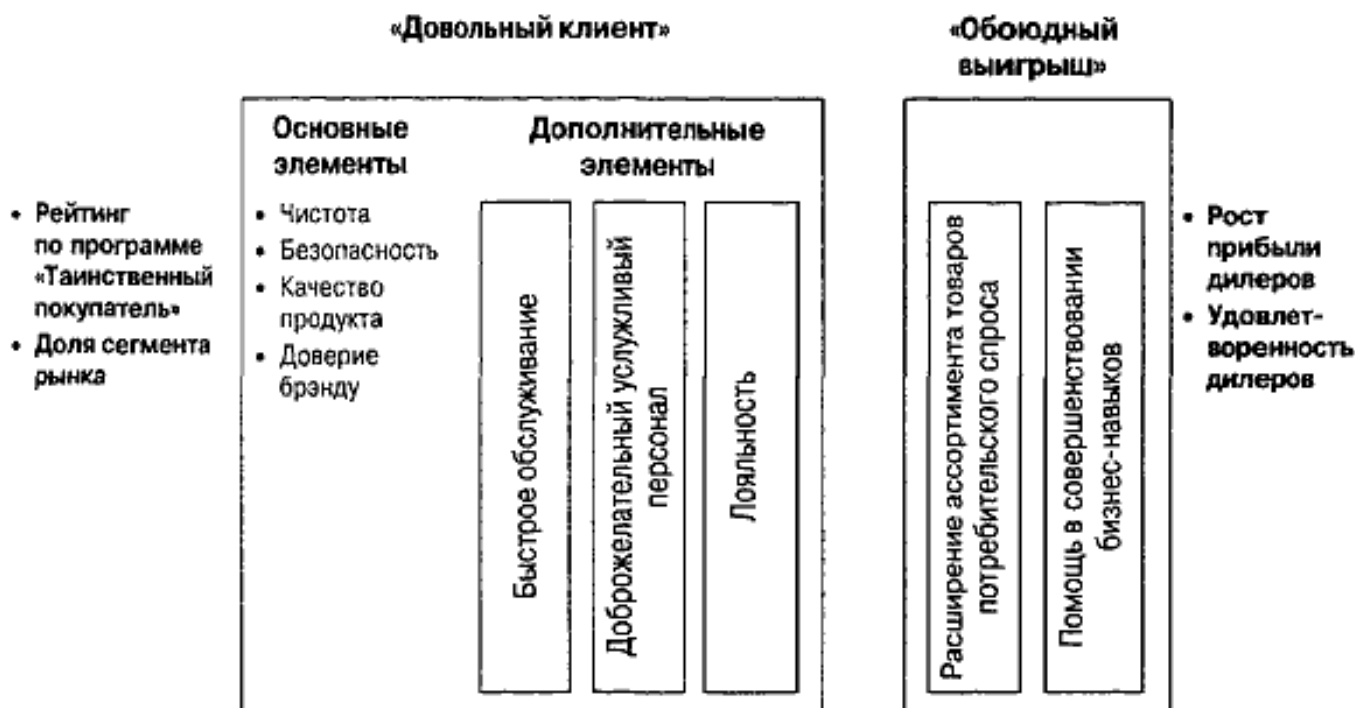 «Довольный клиент»
«Обоюдный
выигрыш»
Основные
элементы
Дополнительные
элементы
• Рейтинг
по программе
«Таинственный
покупатель»
• Доля сегмента
рынка
• Чистота
• Безопасность
• Качество
продукта
• Доверие
брэнду
Быстрое обслуживание
Доброжелательный услужливый
персонал
Лояльность
Расширение ассортимента товаров
потребительского спроса
Помощь в совершенствовании
бизнес-навыков
• Рост
прибыли
дилеров
• Удовлет-
воренность
дилеров